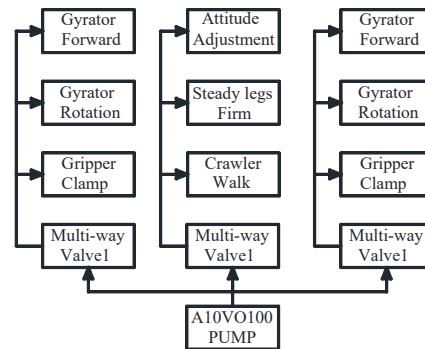 Gyrator
Forward
Attitude
Adjustment
Gyrator
Forward
Gyrator
Rotation
Steady legs
Firm
Gyrator
Rotation
Gripper
Clamp
Crawler
Walk
Gripper
Clamp
Multi-way
Valve1
Multi-way
Valve1
Multi-way
Valve1
A10VO100
PUMP